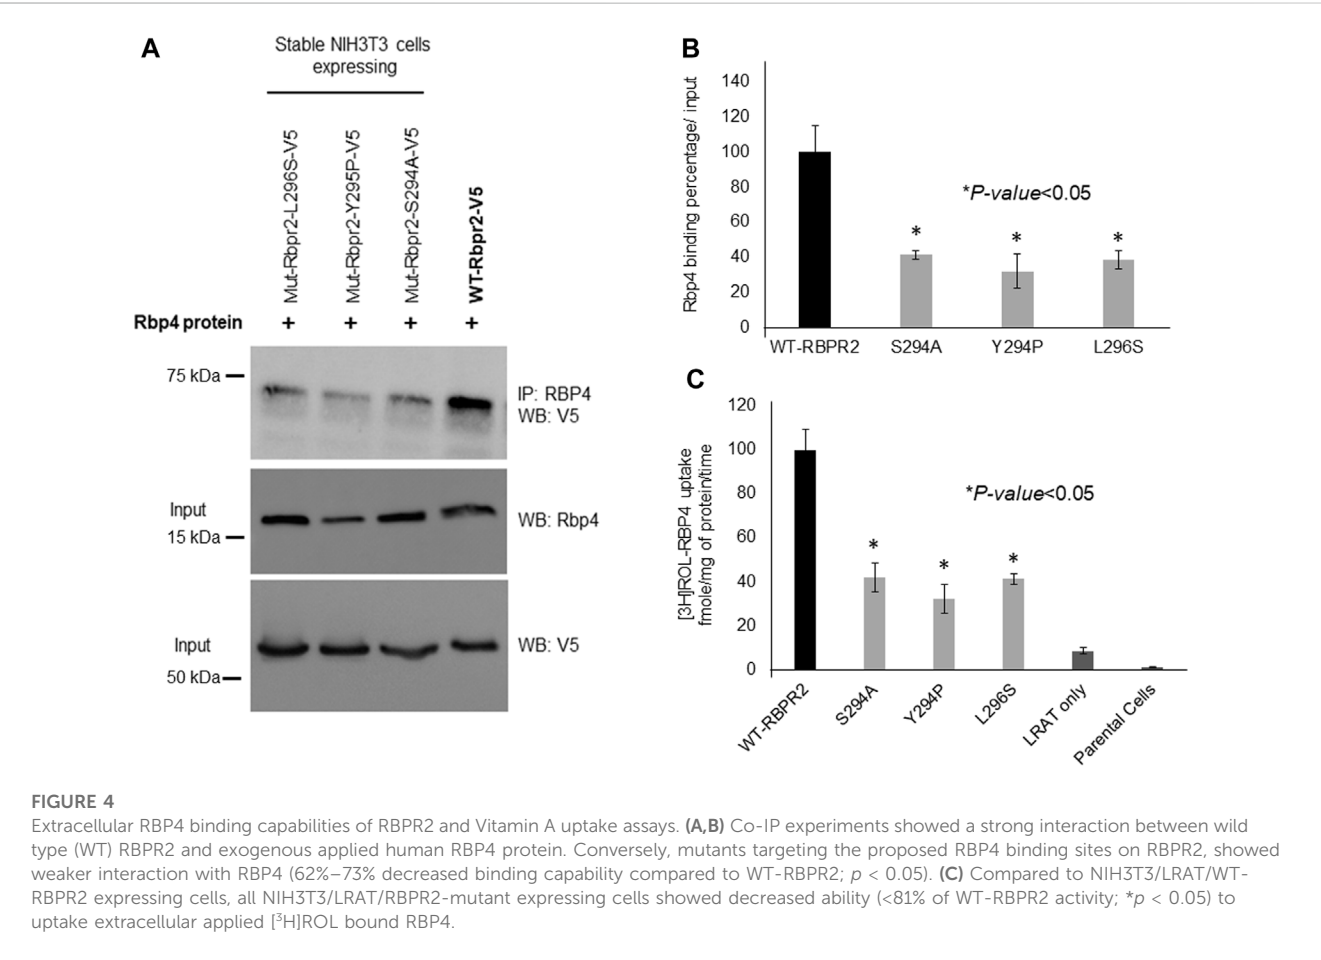 A
Stable NIH3T3 cells
expressing
Mut-Rbpr2-L296S-V5
Mut-Rbpr2-Y295P-V5
Mut-Rbpr2-S294A-V5
WT-Rbpr2-V5
Rbp4 protein + + + +
75 kDa
IP: RBP4
WB: V5
Input
15 kDa
WB: Rbp4
Input
50 kDa
WB: V5
B
Rbp4 binding percentage/ input
140
120
100
80
60
40
20
0
*P-value<0.05
* * *
WT-RBPR2 S294A Y294P L296S
C
[3H]ROL-RBP4 uptake
fmole/mg of protein/time
120
100
80
60
40
20
0
*P-value<0.05
* * *
WT-RBPR2 S294A Y294P L296S LRAT only Parental Cells
FIGURE 4
Extracellular RBP4 binding capabilities of RBPR2 and Vitamin A uptake assays. (A,B) Co-IP experiments showed a strong interaction between wild
type (WT) RBPR2 and exogenous applied human RBP4 protein. Conversely, mutants targeting the proposed RBP4 binding sites on RBPR2, showed
weaker interaction with RBP4 (62%–73% decreased binding capability compared to WT-RBPR2; p < 0.05). (C) Compared to NIH3T3/LRAT/WT-
RBPR2 expressing cells, all NIH3T3/LRAT/RBPR2-mutant expressing cells showed decreased ability (<81% of WT-RBPR2 activity; *p < 0.05) to
uptake extracellular applied [³H]ROL bound RBP4.